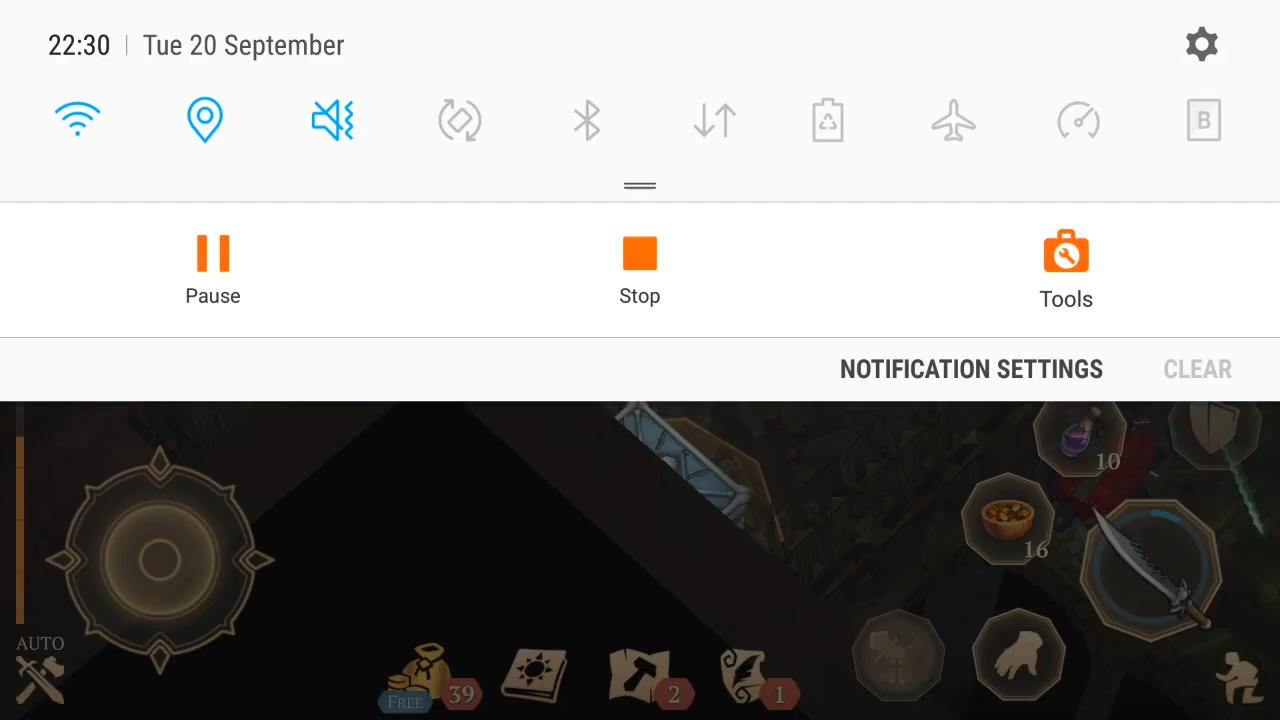 22:30 | Tue 20 September
B
Pause
Stop
Tools
NOTIFICATION SETTINGS
CLEAR
10
16
AUTO
FREE
39
2
1